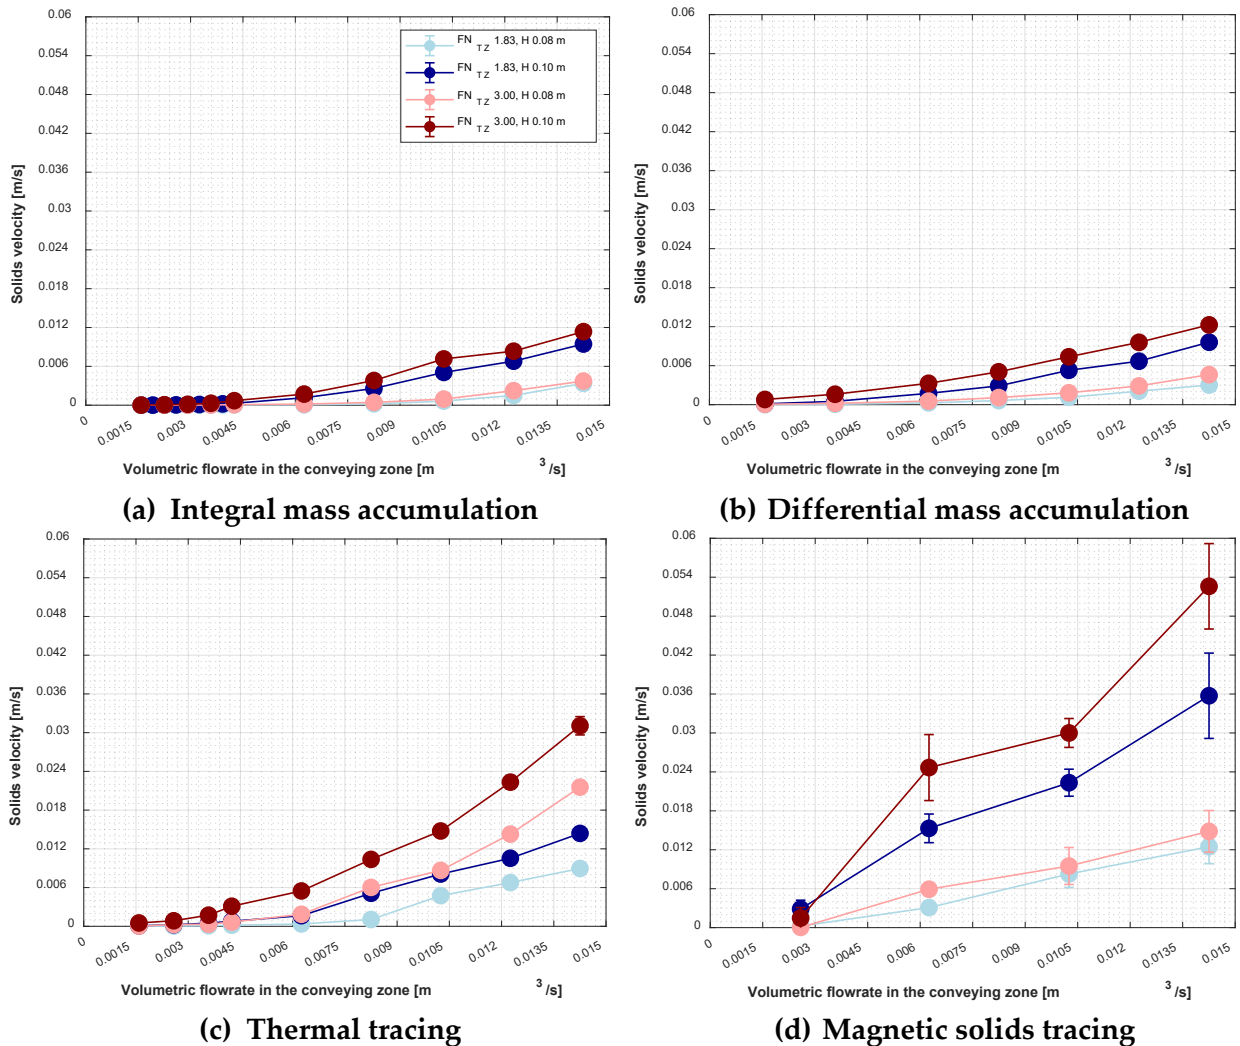 0.06
0.054
0.048
0.042
0.036
0.03
0.024
0.018
0.012
0.006
0
Solids velocity [m/s]
FN TZ 1.83, H 0.08 m
FN TZ 1.83, H 0.10 m
FN TZ 3.00, H 0.08 m
FN TZ 3.00, H 0.10 m
0 0.0015 0.003 0.0045 0.006 0.0075 0.009 0.0105 0.012 0.0135 0.015
Volumetric flowrate in the conveying zone [m 3 /s]
(a) Integral mass accumulation
0.06
0.054
0.048
0.042
0.036
0.03
0.024
0.018
0.012
0.006
0
Solids velocity [m/s]
0 0.0015 0.003 0.0045 0.006 0.0075 0.009 0.0105 0.012 0.0135 0.015
Volumetric flowrate in the conveying zone [m 3 /s]
(b) Differential mass accumulation
0.06
0.054
0.048
0.042
0.036
0.03
0.024
0.018
0.012
0.006
0
Solids velocity [m/s]
0 0.0015 0.003 0.0045 0.006 0.0075 0.009 0.0105 0.012 0.0135 0.015
Volumetric flowrate in the conveying zone [m 3 /s]
(c) Thermal tracing
0.06
0.054
0.048
0.042
0.036
0.03
0.024
0.018
0.012
0.006
0
Solids velocity [m/s]
0 0.0015 0.003 0.0045 0.006 0.0075 0.009 0.0105 0.012 0.0135 0.015
Volumetric flowrate in the conveying zone [m 3 /s]
(d) Magnetic solids tracing